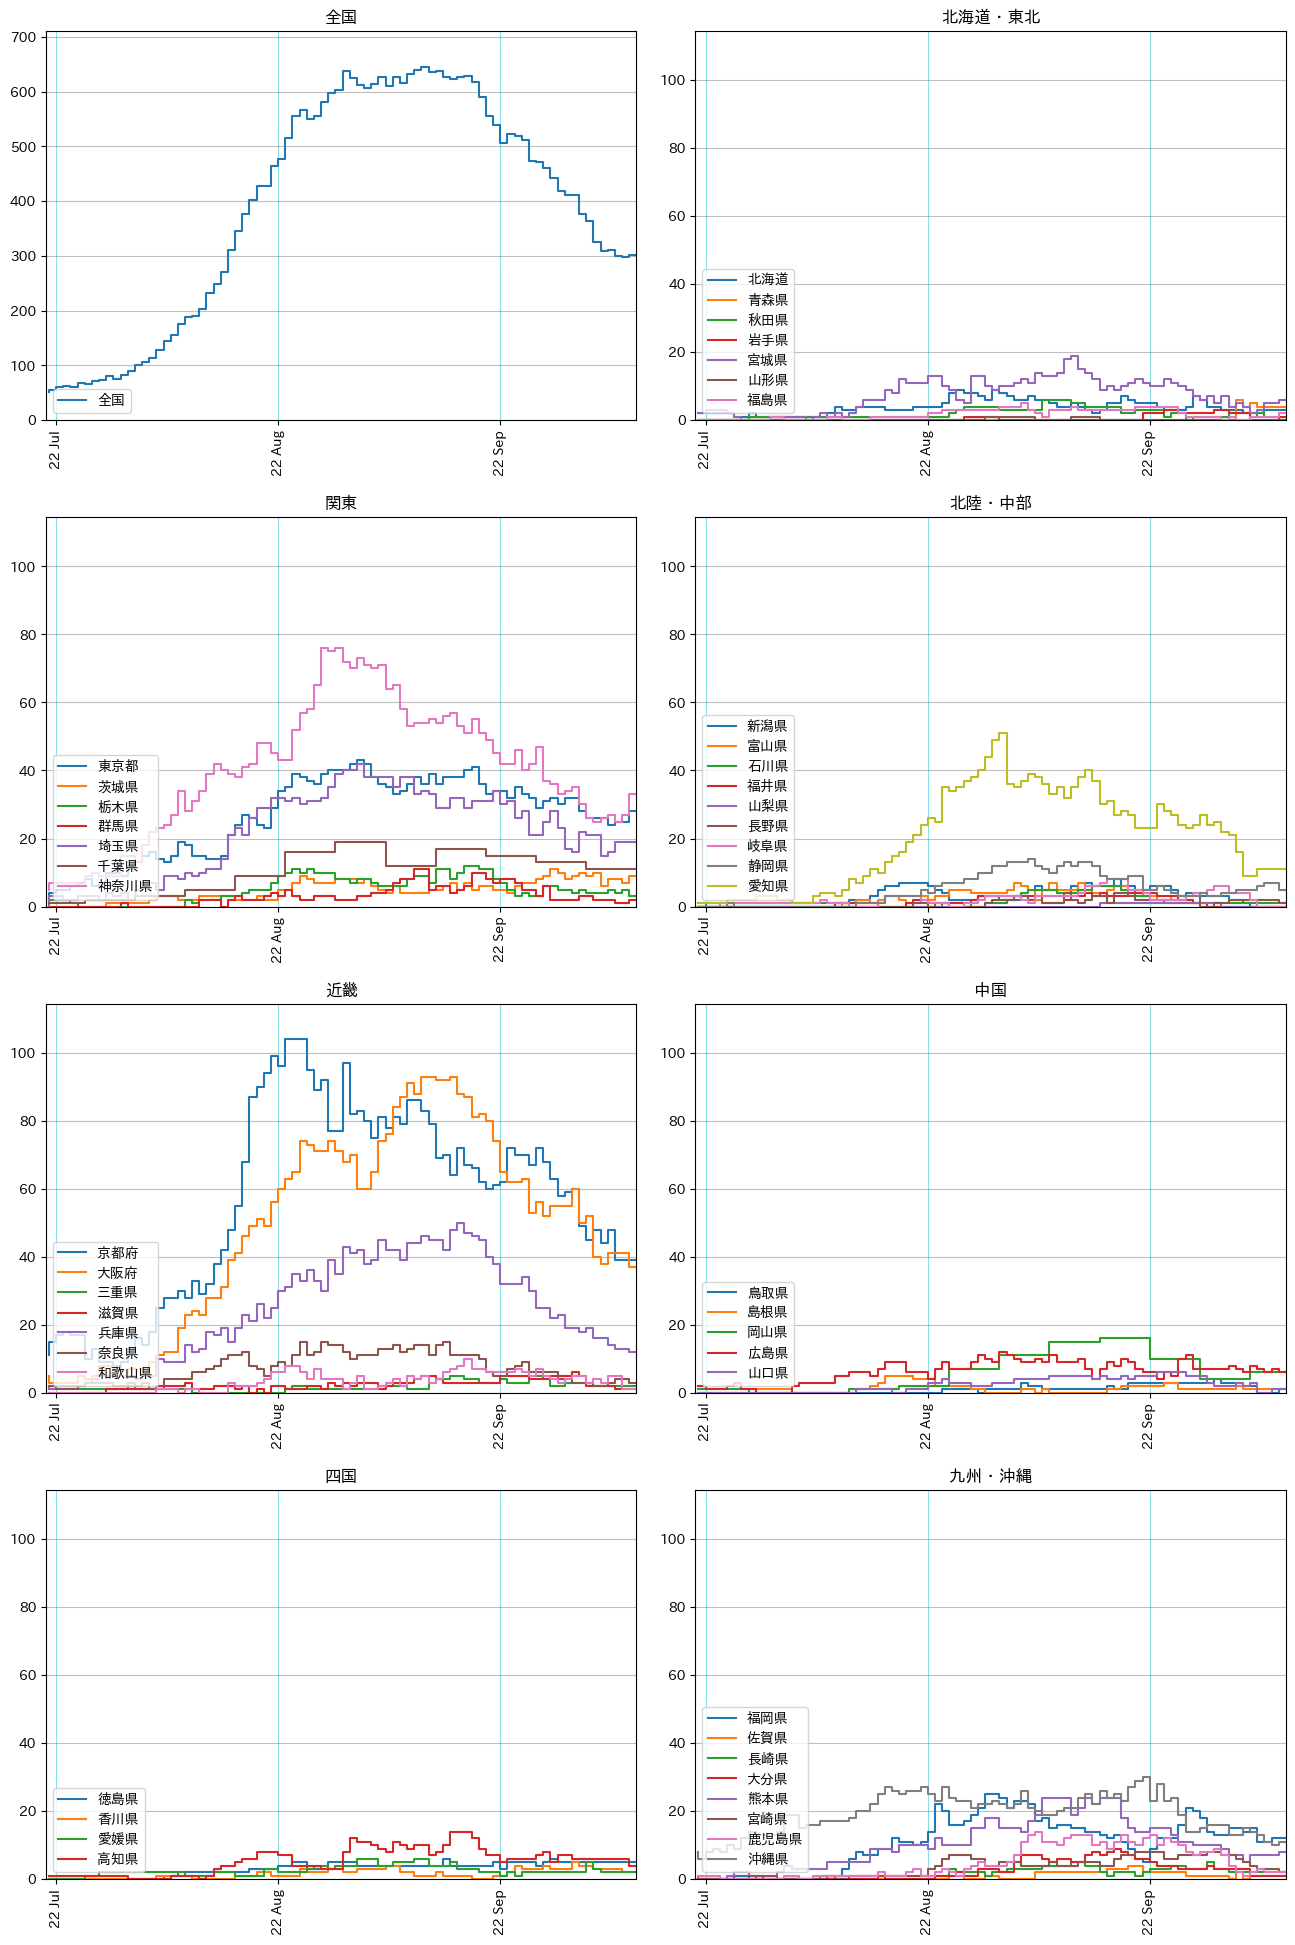 全国
700
600
500
400
300
200
100
0
全国
22 Jul
22 Aug
22 Sep
北海道・東北
100
80
60
40
20
0
北海道
青森県
秋田県
岩手県
宮城県
山形県
福島県
22 Jul
22 Aug
22 Sep
関東
100
80
60
40
20
0
東京都
茨城県
栃木県
群馬県
埼玉県
千葉県
神奈川県
22 Jul
22 Aug
22 Sep
北陸・中部
100
80
60
40
20
0
新潟県
富山県
石川県
福井県
山梨県
長野県
岐阜県
静岡県
愛知県
22 Jul
22 Aug
22 Sep
近畿
100
80
60
40
20
0
京都府
大阪府
三重県
滋賀県
兵庫県
奈良県
和歌山県
22 Jul
22 Aug
22 Sep
中国
100
80
60
40
20
0
鳥取県
島根県
岡山県
広島県
山口県
22 Jul
22 Aug
22 Sep
四国
100
80
60
40
20
0
徳島県
香川県
愛媛県
高知県
22 Jul
22 Aug
22 Sep
九州・沖縄
100
80
60
40
20
0
福岡県
佐賀県
長崎県
大分県
熊本県
宮崎県
鹿児島県
沖縄県
22 Jul
22 Aug
22 Sep